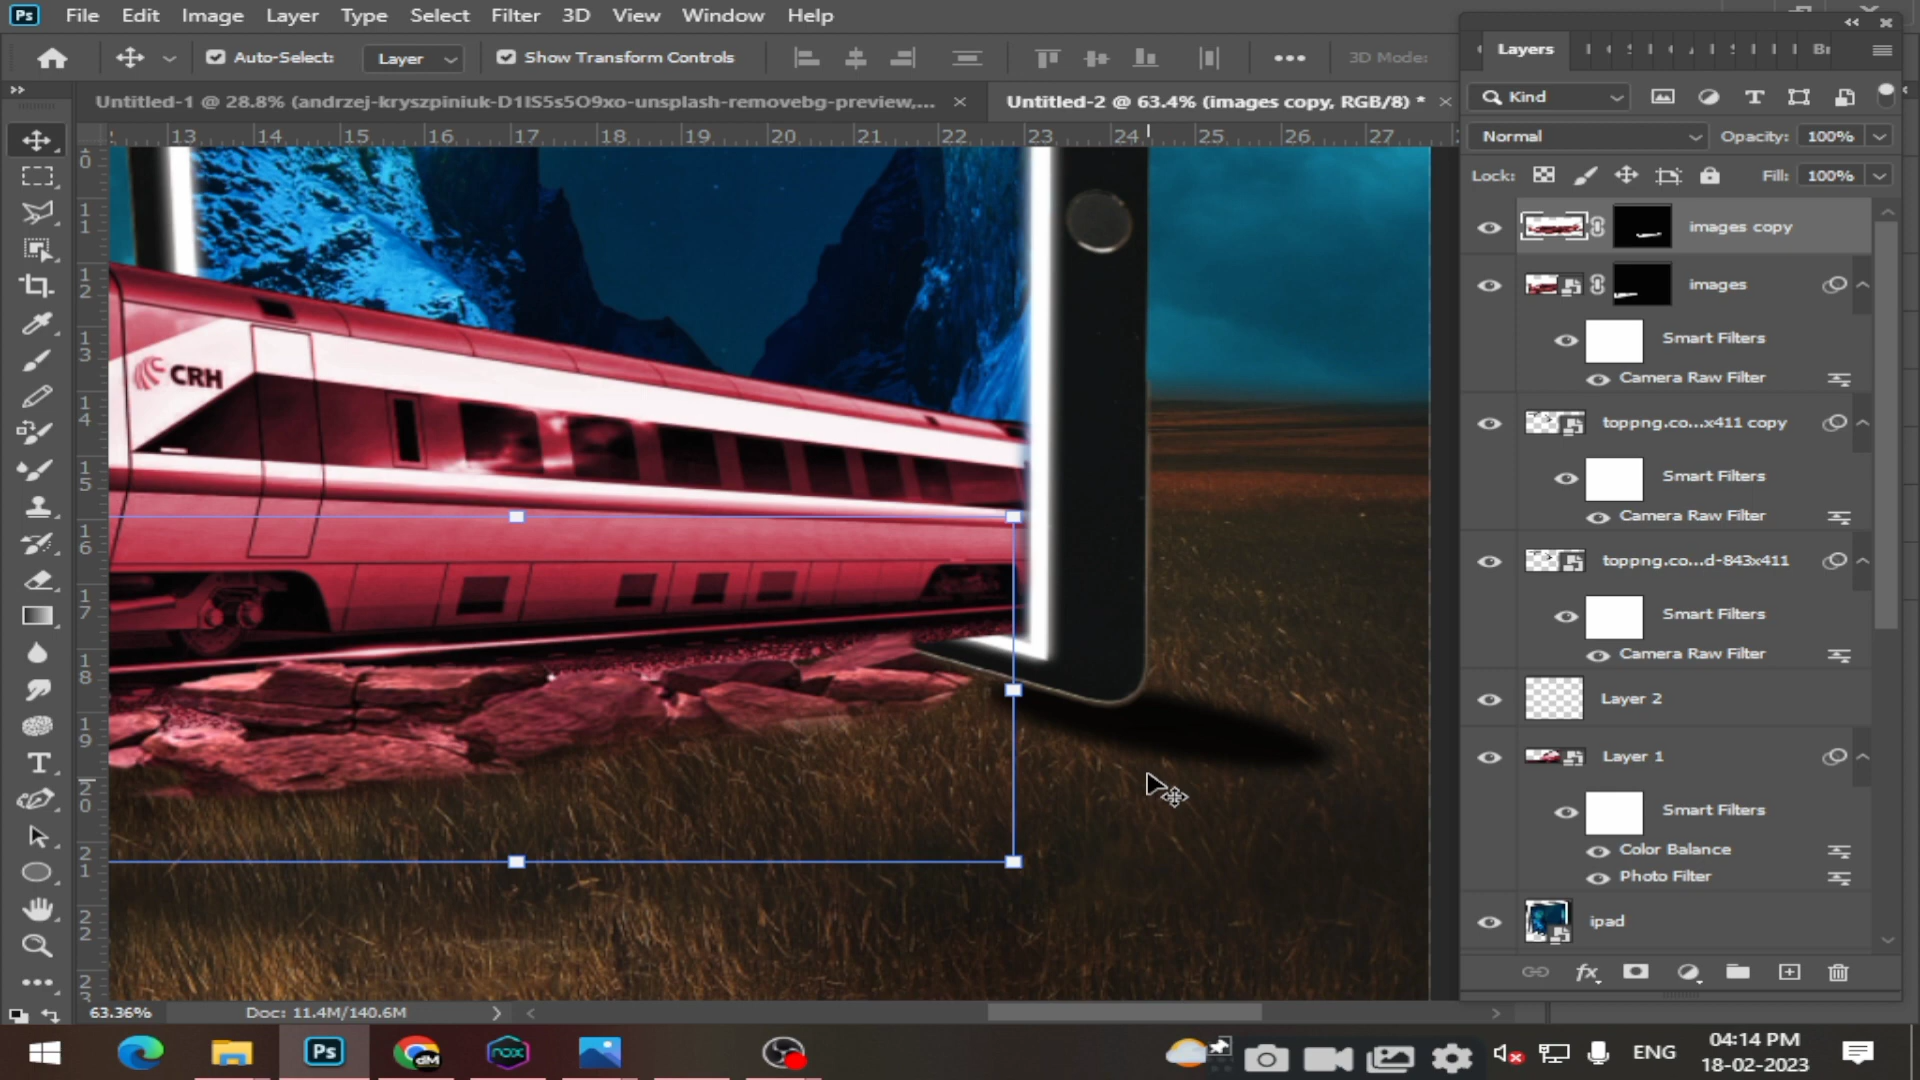 Ps File Edit Image Layer Type Select Filter 3D View Window Help
Auto-Select: Layer Show Transform Controls 3D Mode:
Layers
Untitled-1 @ 28.8% (andrzej-kryszpiniuk-D1IS5s5O9xo-unsplash-removebg-preview,... × Untitled-2 @ 63.4% (images copy, RGB/8) * ×
Kind
13 14 15 16 17 18 19 20 21 22 23 24 25 26 27
Normal Opacity: 100%
Lock: Fill: 100%
images copy
images
Smart Filters
Camera Raw Filter
CRH
toppng.co...x411 copy
Smart Filters
Camera Raw Filter
toppng.co...d-843x411
Smart Filters
Camera Raw Filter
Layer 2
Layer 1
Smart Filters
Color Balance
Photo Filter
ipad
63.36% Doc: 11.4M/140.6M
Ps dM nox ENG 04:14 PM
18-02-2023